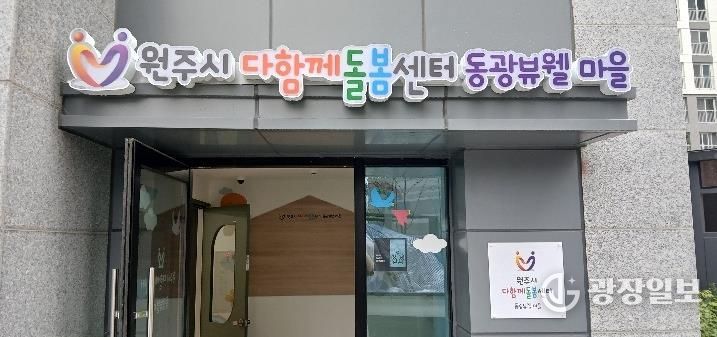 원주시 다함께돌봄센터 동광뷰웰 마을
원주시
다함께돌봄센터
광장일보